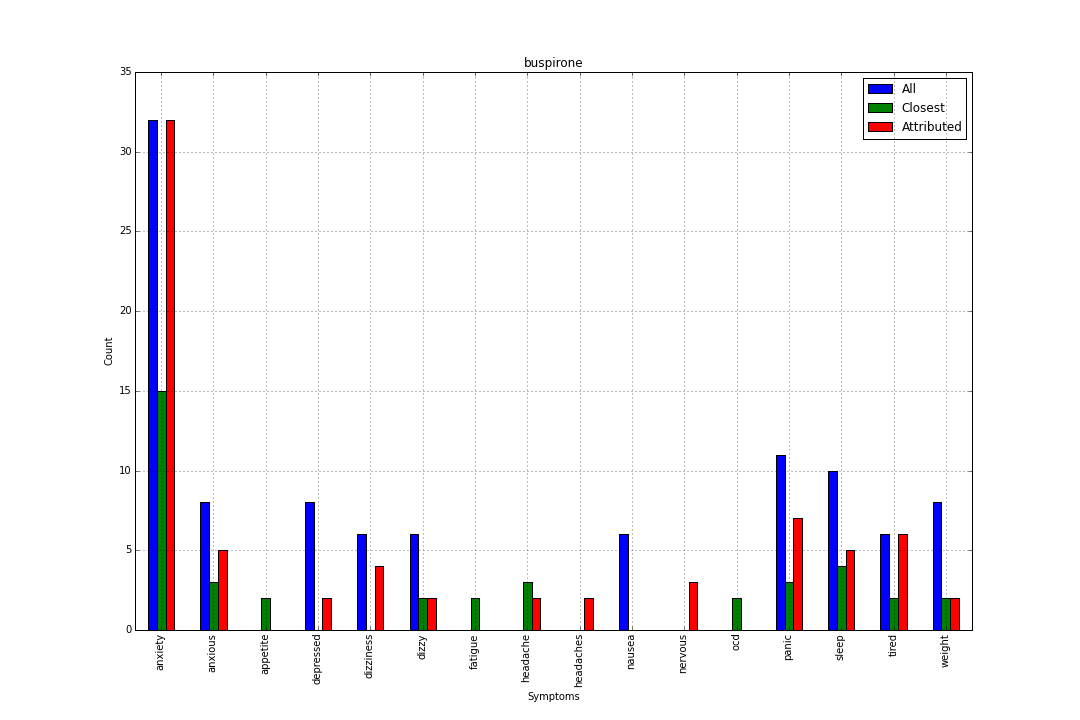 buspirone
All
Closest
Attributed
35
30
25
20
15
10
5
0
Count
anxiety
anxious
appetite
depressed
dizziness
dizzy
fatigue
headache
headaches
nausea
nervous
ocd
panic
sleep
tired
weight
Symptoms